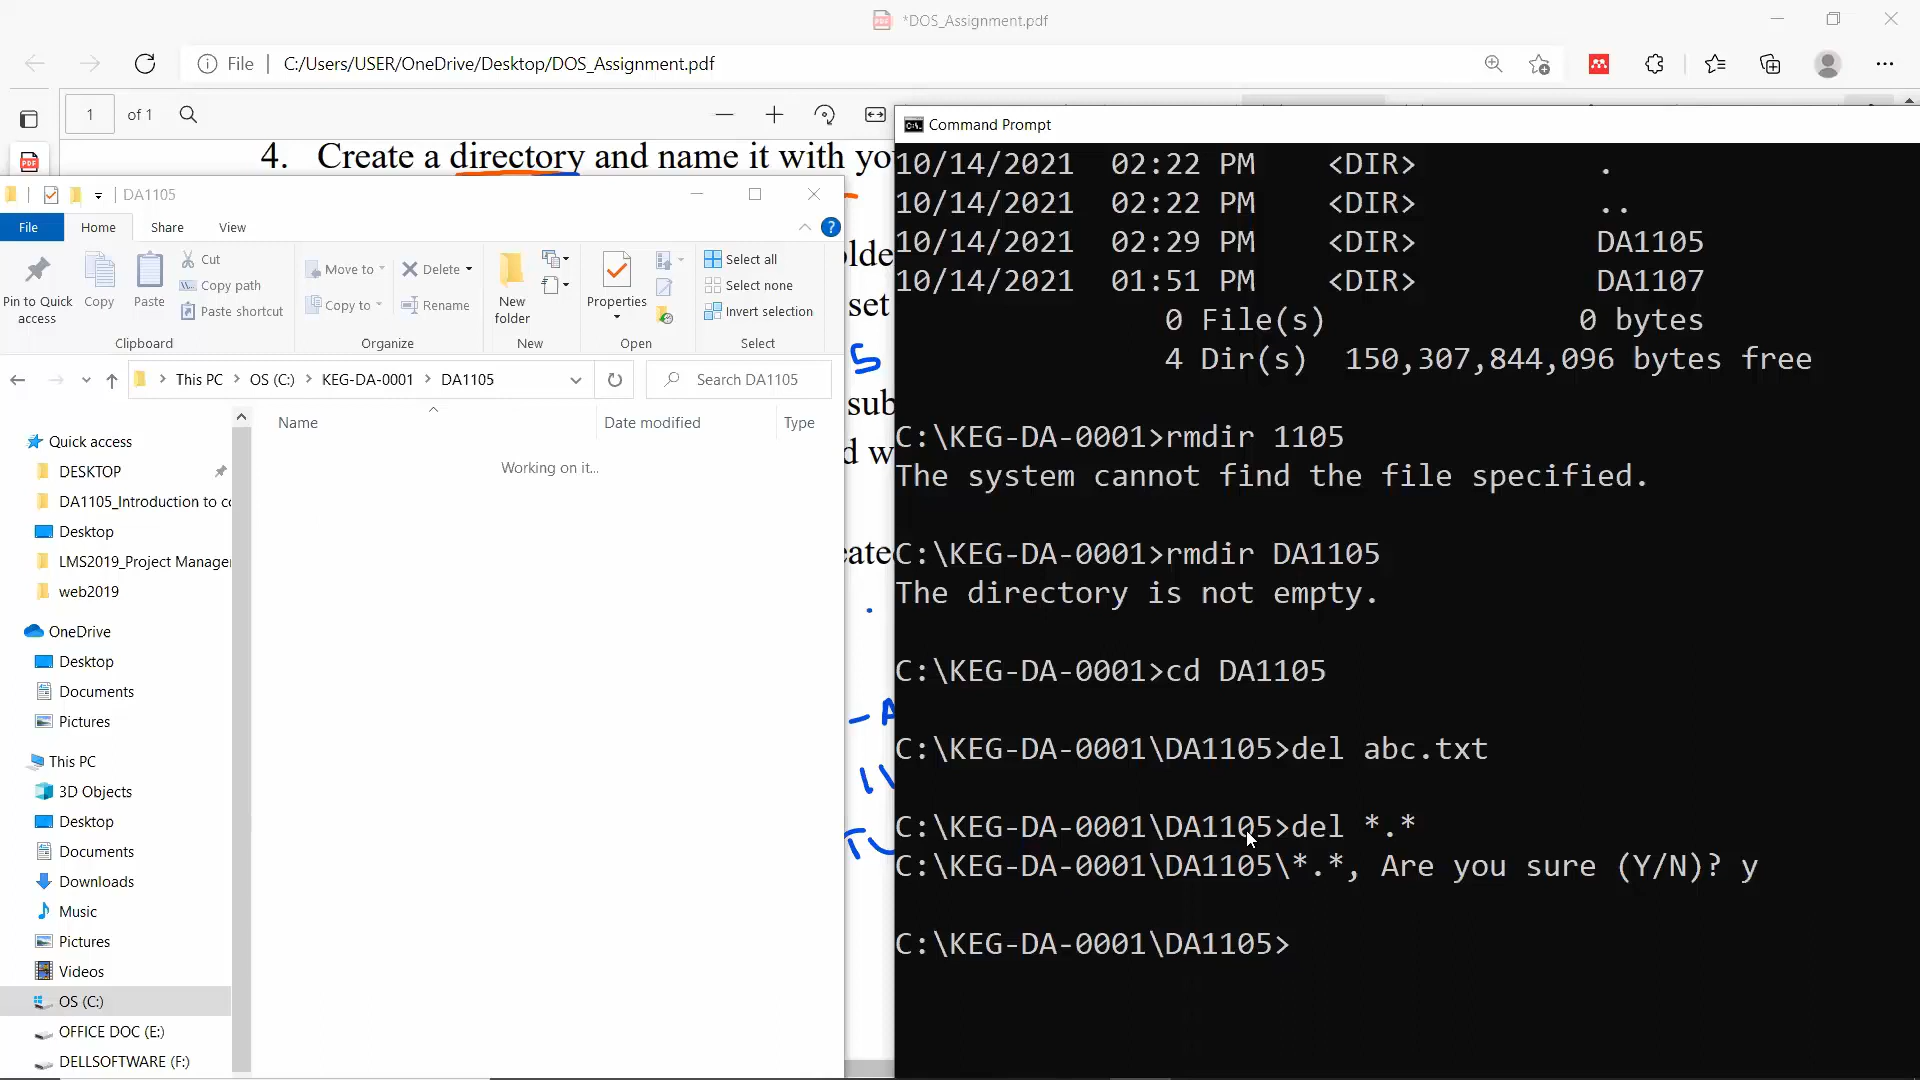 *DOS_Assignment.pdf
File | C:/Users/USER/OneDrive/Desktop/DOS_Assignment.pdf
1 of 1
4. Create a directory and name it with yo
DA1105
File Home Share View
Pin to Quick access
Copy
Paste
Cut
Copy path
Paste shortcut
Clipboard
Move to
Copy to
Delete
Rename
Organize
New folder
New
Properties
Open
Select all
Select none
Invert selection
Select
This PC > OS (C:) > KEG-DA-0001 > DA1105
Search DA1105
Name Date modified Type
Working on it...
Quick access
DESKTOP
DA1105_Introduction to c
Desktop
LMS2019_Project Manage
web2019
OneDrive
Desktop
Documents
Pictures
This PC
3D Objects
Desktop
Documents
Downloads
Music
Pictures
Videos
OS (C:)
OFFICE DOC (E:)
DELLSOFTWARE (F:)
olde
set
5
sub
d w
eate
Command Prompt
10/14/2021 02:22 PM <DIR> .
10/14/2021 02:22 PM <DIR> ..
10/14/2021 02:29 PM <DIR> DA1105
10/14/2021 01:51 PM <DIR> DA1107
0 File(s) 0 bytes
4 Dir(s) 150,307,844,096 bytes free
C:\KEG-DA-0001>rmdir 1105
The system cannot find the file specified.
C:\KEG-DA-0001>rmdir DA1105
The directory is not empty.
C:\KEG-DA-0001>cd DA1105
C:\KEG-DA-0001\DA1105>del abc.txt
C:\KEG-DA-0001\DA1105>del *.*
C:\KEG-DA-0001\DA1105\*.*, Are you sure (Y/N)? y
C:\KEG-DA-0001\DA1105>